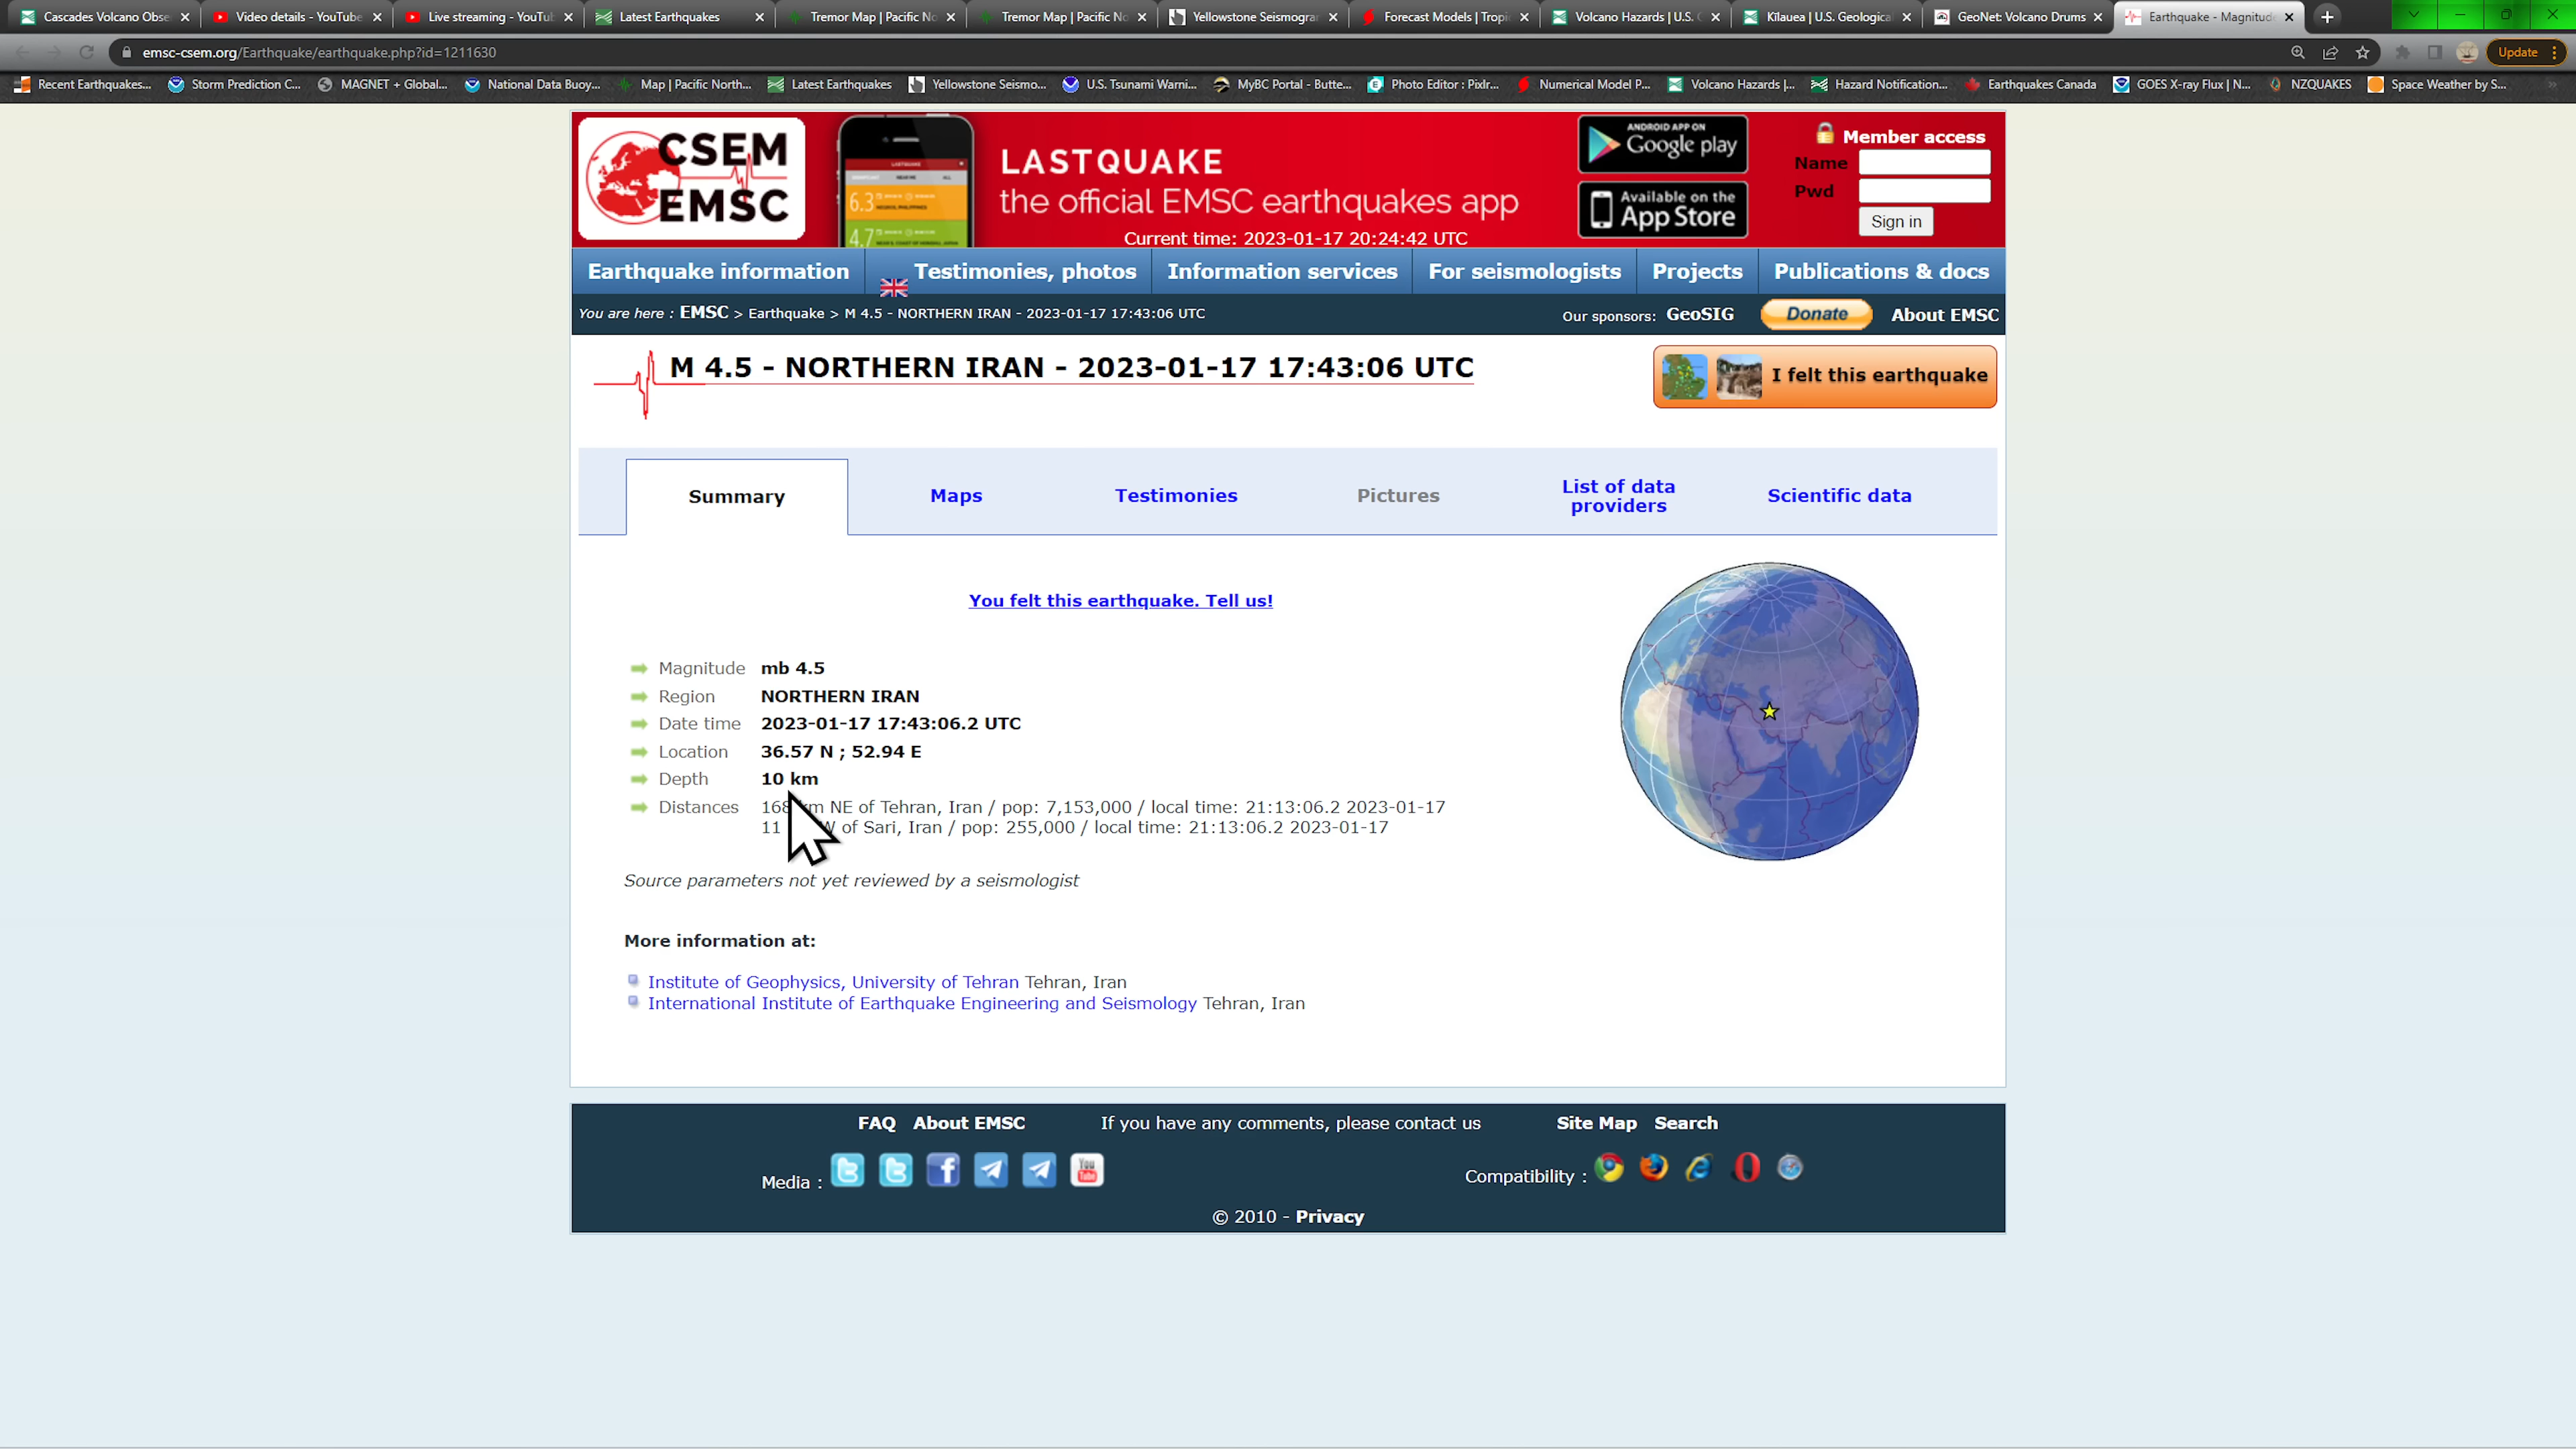 Cascades Volcano Obse
Video details - YouTube
Live streaming - YouTu
Latest Earthquakes
Tremor Map | Pacific No
Tremor Map | Pacific No
Yellowstone Seismogra
Forecast Models | Tropi
Volcano Hazards | U.S. G
Kīlauea | U.S. Geologica
GeoNet: Volcano Drums
Earthquake - Magnitude
emsc-csem.org/Earthquake/earthquake.php?id=1211630
Update
Recent Earthquakes...
Storm Prediction C...
MAGNET + Global...
National Data Buoy...
Map | Pacific North...
Latest Earthquakes
Yellowstone Seismo...
U.S. Tsunami Warni...
MyBC Portal - Butte...
Photo Editor : Pixlr...
Numerical Model P...
Volcano Hazards |...
Hazard Notification...
Earthquakes Canada
GOES X-ray Flux | N...
NZQUAKES
Space Weather by S...
CSEM
EMSC
6.3
4.7
LASTQUAKE
the official EMSC earthquakes app
Current time: 2023-01-17 20:24:42 UTC
ANDROID APP ON
Google play
Available on the
App Store
Member access
Name
Pwd
Sign in
Earthquake information
Testimonies, photos
Information services
For seismologists
Projects
Publications & docs
You are here : EMSC > Earthquake > M 4.5 - NORTHERN IRAN - 2023-01-17 17:43:06 UTC
Our sponsors: GeoSIG
Donate
About EMSC
M 4.5 - NORTHERN IRAN - 2023-01-17 17:43:06 UTC
I felt this earthquake
Summary
Maps
Testimonies
Pictures
List of data
providers
Scientific data
You felt this earthquake. Tell us!
Magnitude mb 4.5
Region NORTHERN IRAN
Date time 2023-01-17 17:43:06.2 UTC
Location 36.57 N ; 52.94 E
Depth 10 km
Distances 168 km NE of Tehran, Iran / pop: 7,153,000 / local time: 21:13:06.2 2023-01-17
11 of Sari, Iran / pop: 255,000 / local time: 21:13:06.2 2023-01-17
Source parameters not yet reviewed by a seismologist
More information at:
Institute of Geophysics, University of Tehran Tehran, Iran
International Institute of Earthquake Engineering and Seismology Tehran, Iran
FAQ About EMSC
If you have any comments, please contact us
Site Map Search
Media :
You
Tube
Compatibility :
© 2010 - Privacy